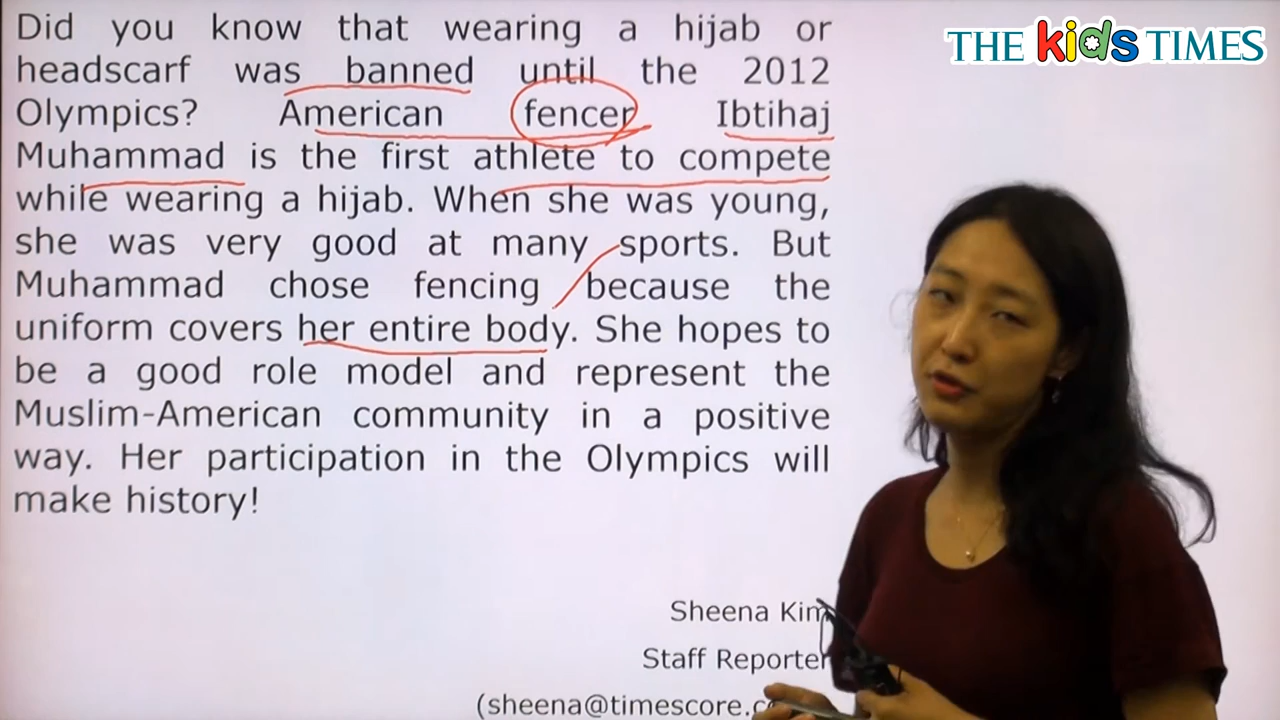 THE kids TIMES
Did you know that wearing a hijab or
headscarf was banned until the 2012
Olympics? American fencer Ibtihaj
Muhammad is the first athlete to compete
while wearing a hijab. When she was young,
she was very good at many sports. But
Muhammad chose fencing because the
uniform covers her entire body. She hopes to
be a good role model and represent the
Muslim-American community in a positive
way. Her participation in the Olympics will
make history!
Sheena Kim
Staff Reporter
(sheena@timescore.c